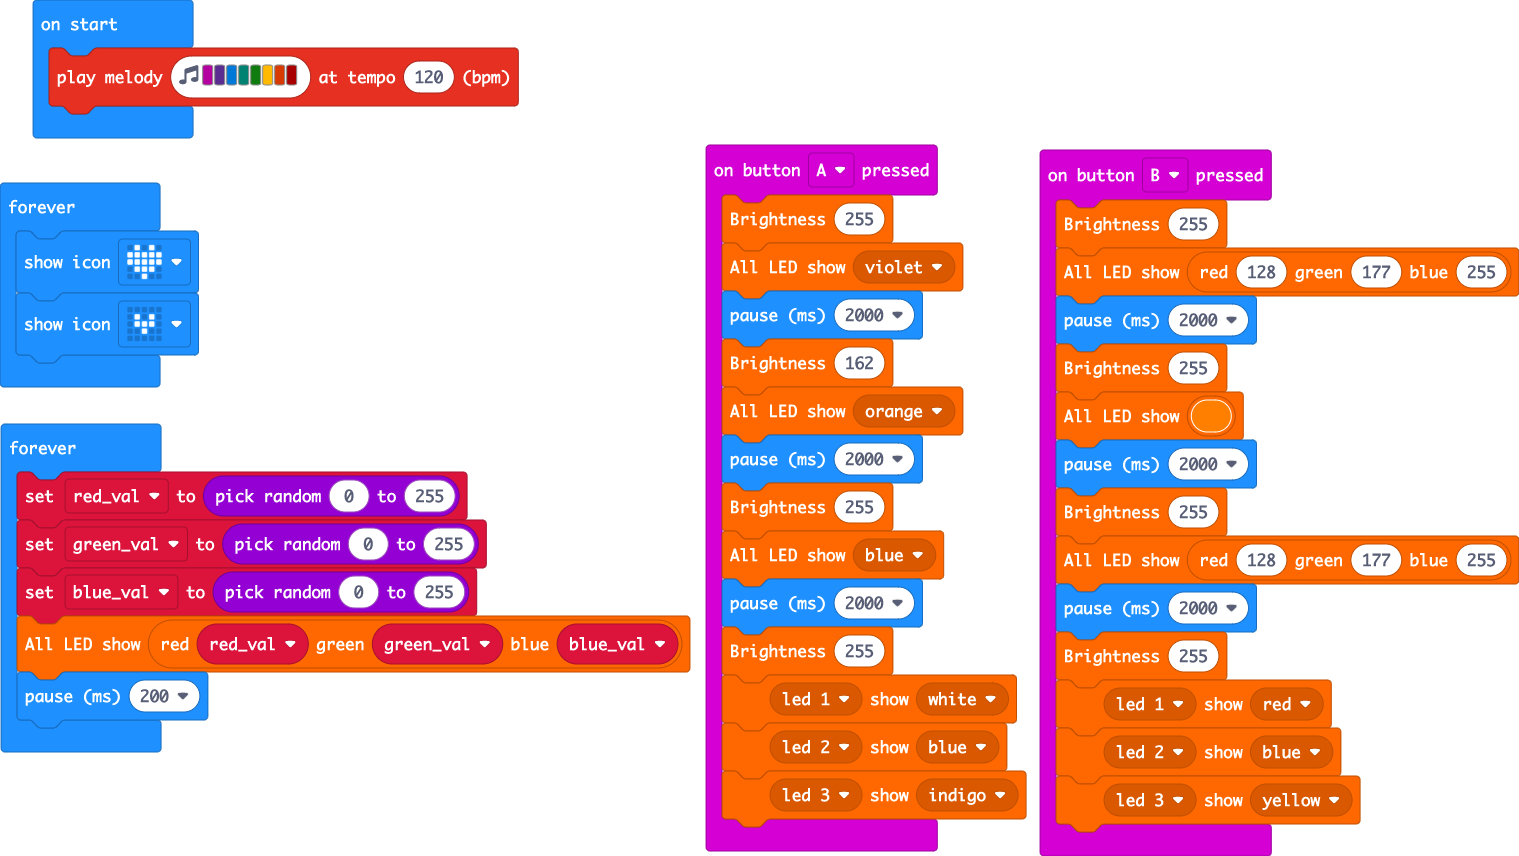 on start
play melody at tempo 120 (bpm)
forever
show icon
show icon
forever
set red_val to pick random 0 to 255
set green_val to pick random 0 to 255
set blue_val to pick random 0 to 255
All LED show red red_val green green_val blue blue_val
pause (ms) 200
on button A pressed
Brightness 255
All LED show violet
pause (ms) 2000
Brightness 162
All LED show orange
pause (ms) 2000
Brightness 255
All LED show blue
pause (ms) 2000
Brightness 255
led 1 show white
led 2 show blue
led 3 show indigo
on button B pressed
Brightness 255
All LED show red 128 green 177 blue 255
pause (ms) 2000
Brightness 255
All LED show
pause (ms) 2000
Brightness 255
All LED show red 128 green 177 blue 255
pause (ms) 2000
Brightness 255
led 1 show red
led 2 show blue
led 3 show yellow